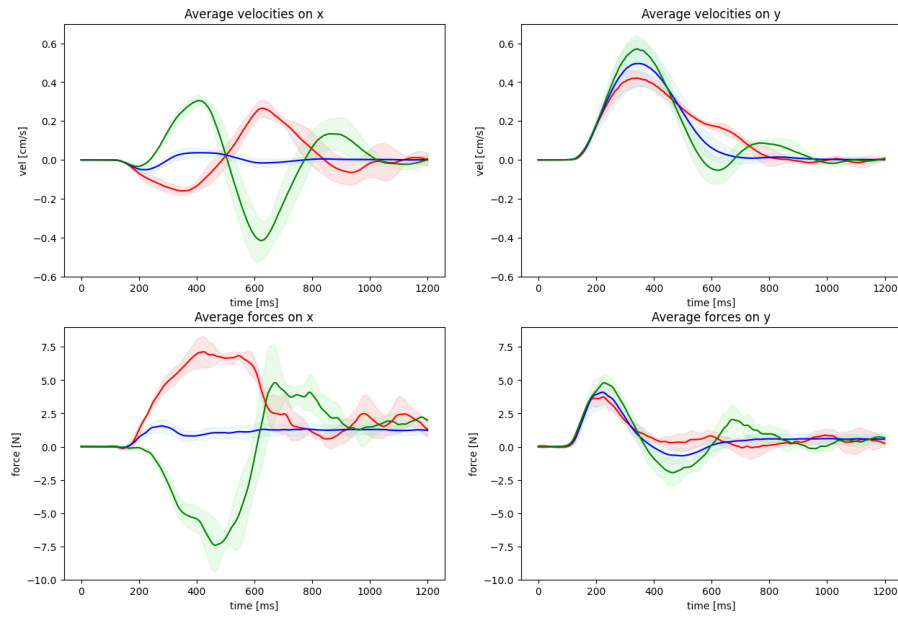 Average velocities on x
vel [cm/s]
0.6
0.4
0.2
0.0
−0.2
−0.4
−0.6
0 200 400 600 800 1000 1200
time [ms]
Average velocities on y
vel [cm/s]
0.6
0.4
0.2
0.0
−0.2
−0.4
−0.6
0 200 400 600 800 1000 1200
time [ms]
Average forces on x
force [N]
7.5
5.0
2.5
0.0
−2.5
−5.0
−7.5
−10.0
0 200 400 600 800 1000 1200
time [ms]
Average forces on y
force [N]
7.5
5.0
2.5
0.0
−2.5
−5.0
−7.5
−10.0
0 200 400 600 800 1000 1200
time [ms]